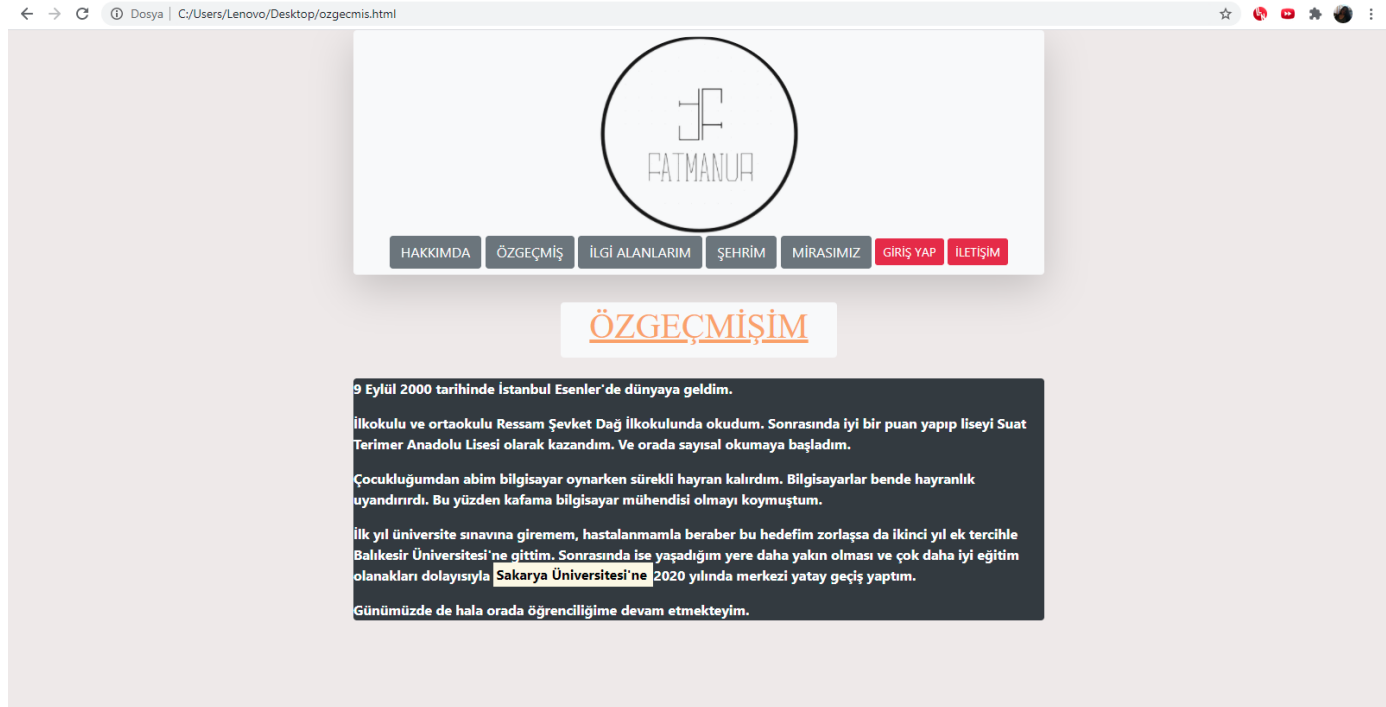 Dosya | C:/Users/Lenovo/Desktop/ozgecmis.html
FATMANUR
HAKKIMDA ÖZGEÇMİŞ İLGİ ALANLARIM ŞEHRİM MİRASIMIZ GİRİŞ YAP İLETİŞİM
ÖZGEÇMİŞİM
9 Eylül 2000 tarihinde İstanbul Esenler'de dünyaya geldim.
İlkokulu ve ortaokulu Ressam Şevket Dağ İlkokulunda okudum. Sonrasında iyi bir puan yapıp liseyi Suat
Terimer Anadolu Lisesi olarak kazandım. Ve orada sayısal okumaya başladım.
Çocukluğumdan abim bilgisayar oynarken sürekli hayran kalırdım. Bilgisayarlar bende hayranlık
uyandırırdı. Bu yüzden kafama bilgisayar mühendisi olmayı koymuştum.
İlk yıl üniversite sınavına giremem, hastalanmamla beraber bu hedefim zorlaşsa da ikinci yıl ek tercihle
Balıkesir Üniversitesi'ne gittim. Sonrasında ise yaşadığım yere daha yakın olması ve çok daha iyi eğitim
olanakları dolayısıyla Sakarya Üniversitesi'ne 2020 yılında merkezi yatay geçiş yaptım.
Günümüzde de hala orada öğrenciliğime devam etmekteyim.